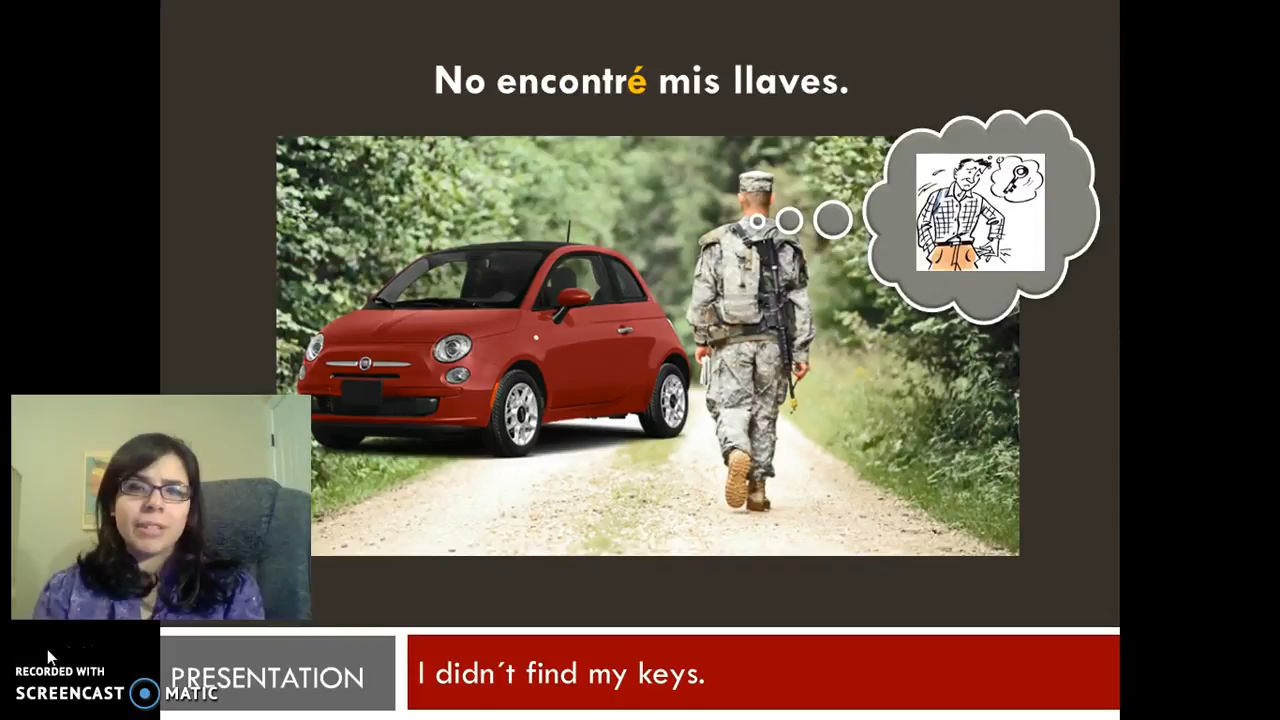 No encontré mis llaves.
PRESENTATION
I didn´t find my keys.
RECORDED WITH
SCREENCAST MATIC